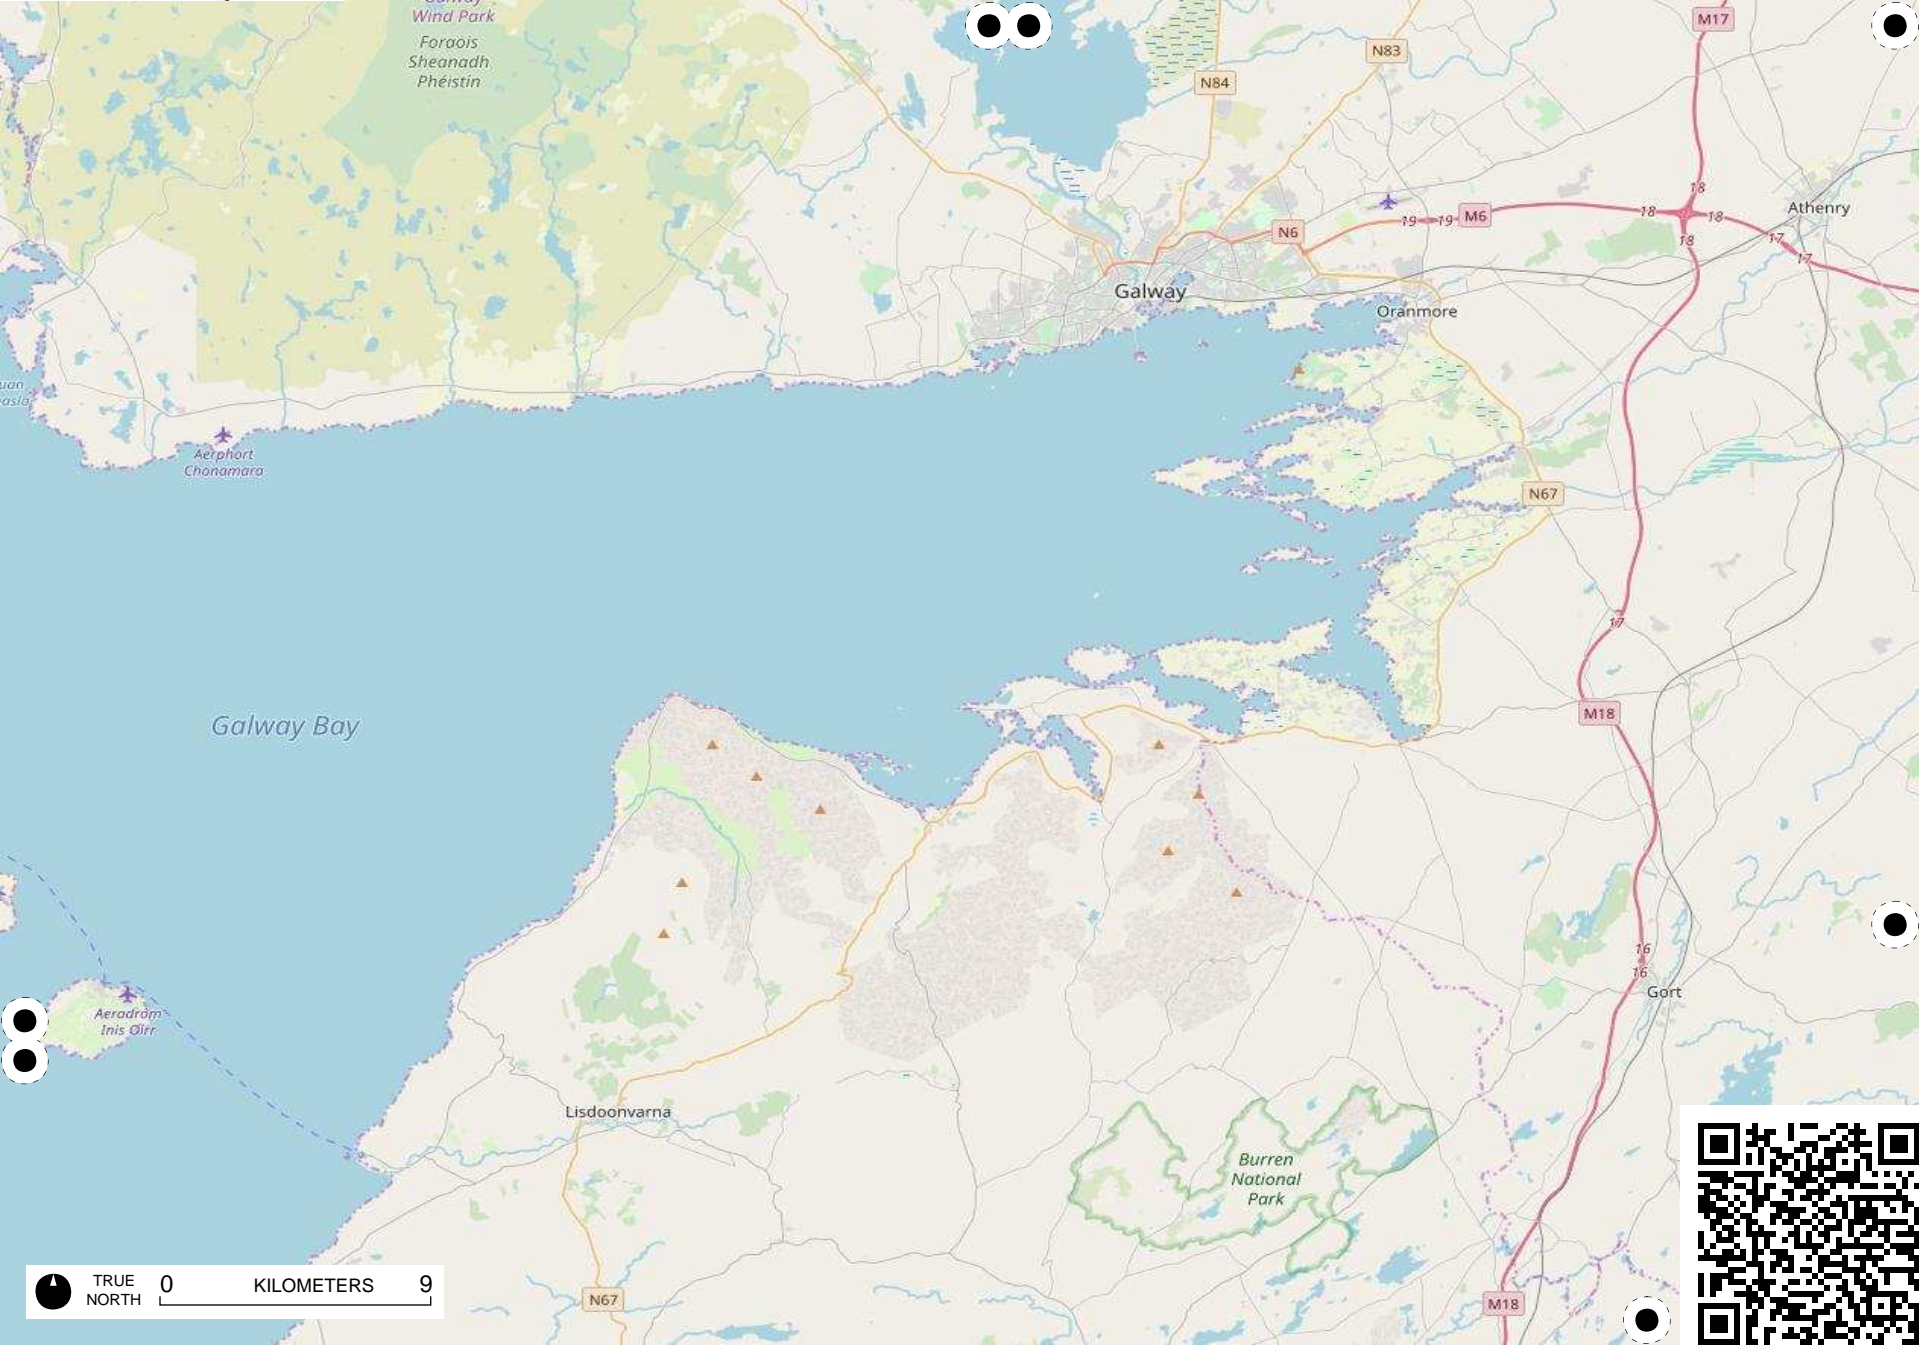 Wind Park
Foraois
Sheanadh
Phéistín
M17
N83
N84
18
Athenry
19
19
M6
18
18
N6
18
17
17
Galway
Oranmore
Aerphort
Chonamara
N67
17
M18
Galway Bay
16
16
Gort
Aeradróm
Inis Oírr
Lisdoonvarna
Burren
National
Park
TRUE
NORTH
0 KILOMETERS 9
N67
M18